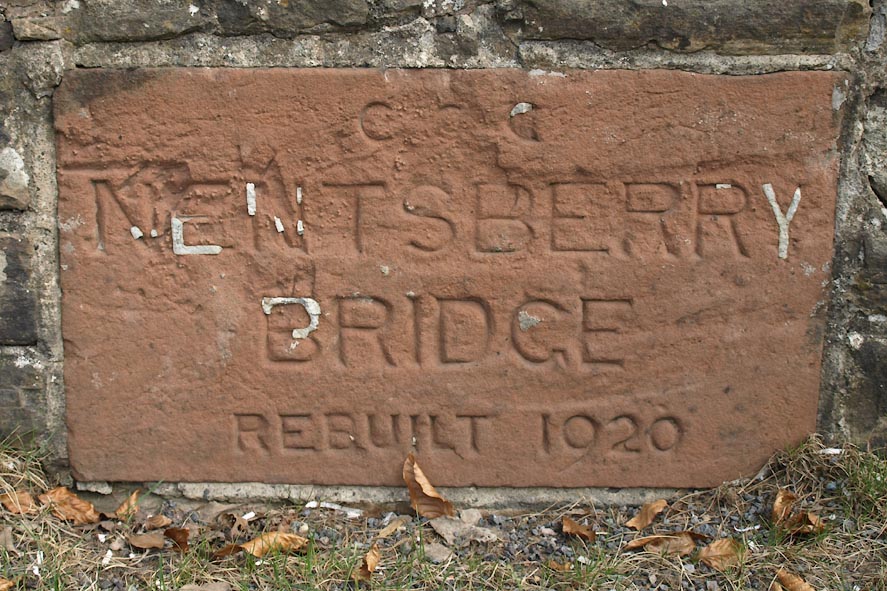 C C C
NENTSBERRY
BRIDGE
REBUILT 1920